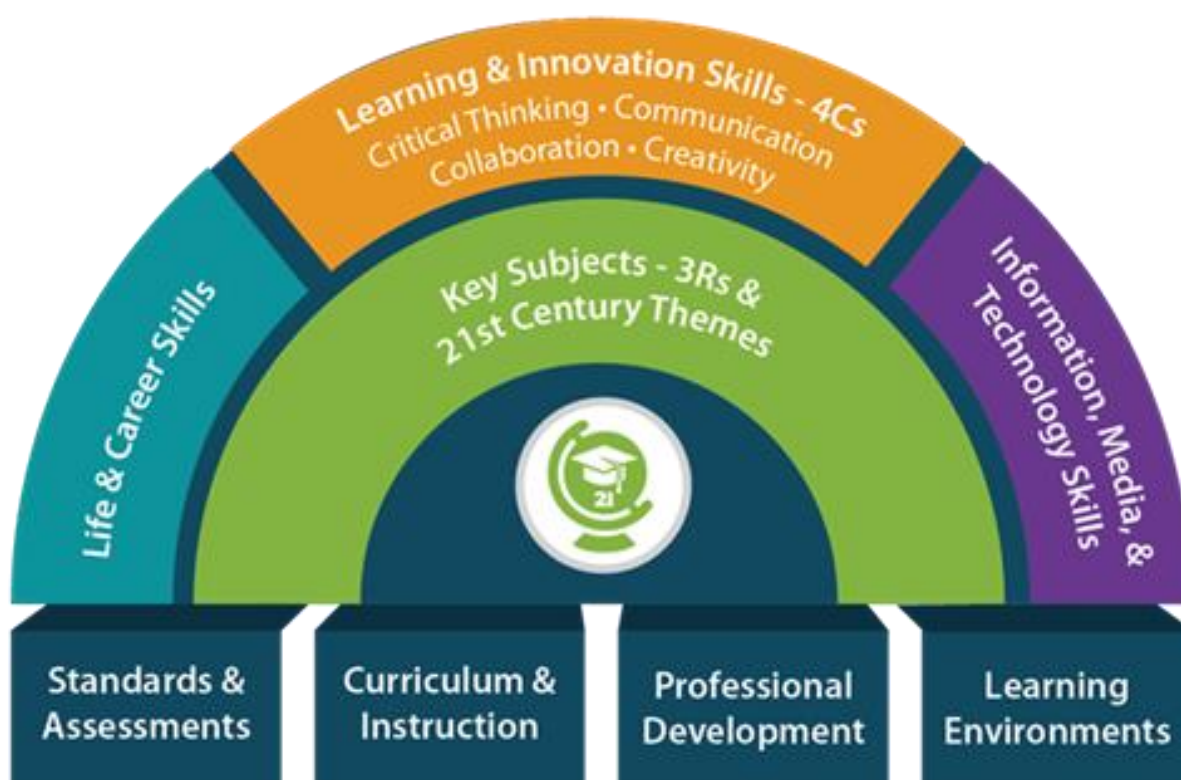 Learning & Innovation Skills - 4Cs
Critical Thinking • Communication
Collaboration • Creativity
Life & Career Skills
Key Subjects - 3Rs &
21st Century Themes
Information, Media, &
Technology Skills
21
Standards &
Assessments
Curriculum &
Instruction
Professional
Development
Learning
Environments